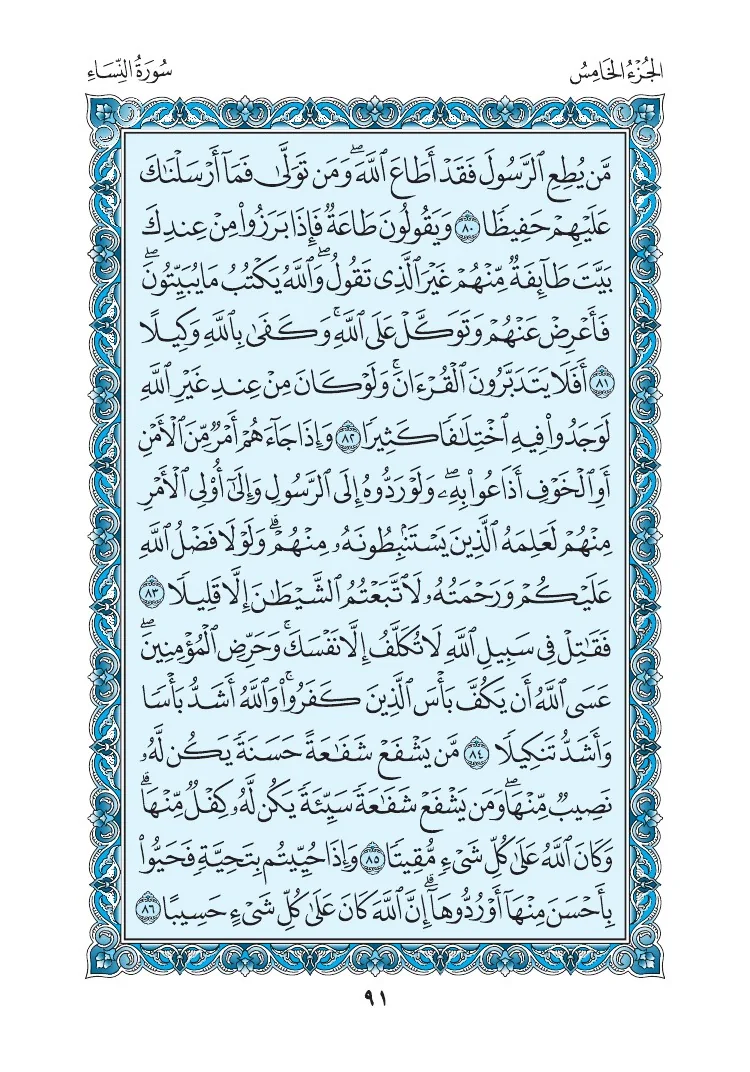 الجُزْءُ الخَامِسُ
سُورَةُ النِّسَاءِ
مَّن يُطِعِ ٱلرَّسُولَ فَقَدْ أَطَاعَ ٱللَّهَۖ وَمَن تَوَلَّىٰ فَمَآ أَرْسَلْنَٰكَ
عَلَيْهِمْ حَفِيظًا ٨٠ وَيَقُولُونَ طَاعَةٌ فَإِذَا بَرَزُوا۟ مِنْ عِندِكَ
بَيَّتَ طَآئِفَةٌ مِّنْهُمْ غَيْرَ ٱلَّذِى تَقُولُۖ وَٱللَّهُ يَكْتُبُ مَا يُبَيِّتُونَۖ
فَأَعْرِضْ عَنْهُمْ وَتَوَكَّلْ عَلَى ٱللَّهِۚ وَكَفَىٰ بِٱللَّهِ وَكِيلًا
٨١ أَفَلَا يَتَدَبَّرُونَ ٱلْقُرْءَانَۚ وَلَوْ كَانَ مِنْ عِندِ غَيْرِ ٱللَّهِ
لَوَجَدُوا۟ فِيهِ ٱخْتِلَٰفًا كَثِيرًا ٨٢ وَإِذَا جَآءَهُمْ أَمْرٌ مِّنَ ٱلْأَمْنِ
أَوِ ٱلْخَوْفِ أَذَاعُوا۟ بِهِۦۖ وَلَوْ رَدُّوهُ إِلَى ٱلرَّسُولِ وَإِلَىٰٓ أُو۟لِى ٱلْأَمْرِ
مِنْهُمْ لَعَلِمَهُ ٱلَّذِينَ يَسْتَنۢبِطُونَهُۥ مِنْهُمْۗ وَلَوْلَا فَضْلُ ٱللَّهِ
عَلَيْكُمْ وَرَحْمَتُهُۥ لَٱتَّبَعْتُمُ ٱلشَّيْطَٰنَ إِلَّا قَلِيلًا ٨٣
فَقَٰتِلْ فِى سَبِيلِ ٱللَّهِ لَا تُكَلَّفُ إِلَّا نَفْسَكَۚ وَحَرِّضِ ٱلْمُؤْمِنِينَۖ
عَسَى ٱللَّهُ أَن يَكُفَّ بَأْسَ ٱلَّذِينَ كَفَرُوا۟ۚ وَٱللَّهُ أَشَدُّ بَأْسًا
وَأَشَدُّ تَنكِيلًا ٨٤ مَّن يَشْفَعْ شَفَٰعَةً حَسَنَةً يَكُن لَّهُۥ
نَصِيبٌ مِّنْهَاۖ وَمَن يَشْفَعْ شَفَٰعَةً سَيِّئَةً يَكُن لَّهُۥ كِفْلٌ مِّنْهَاۗ
وَكَانَ ٱللَّهُ عَلَىٰ كُلِّ شَىْءٍ مُّقِيتًا ٨٥ وَإِذَا حُيِّيتُم بِتَحِيَّةٍ فَحَيُّوا۟
بِأَحْسَنَ مِنْهَآ أَوْ رُدُّوهَآۗ إِنَّ ٱللَّهَ كَانَ عَلَىٰ كُلِّ شَىْءٍ حَسِيبًا ٨٦
٩١